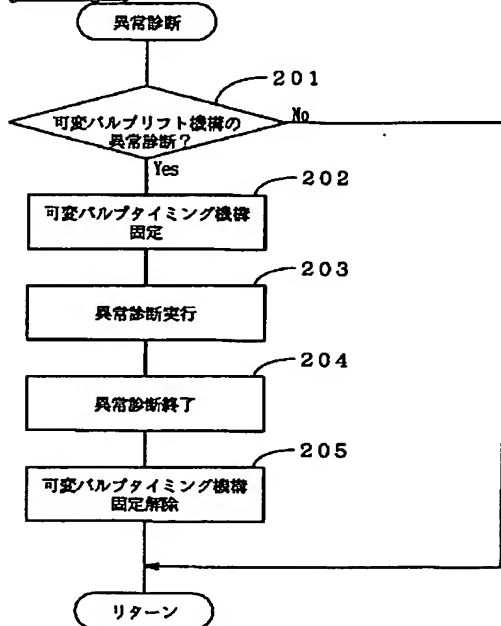 異常診断
201
可変バルブリフト機構の
異常診断？
No
Yes
202
可変バルブタイミング機構
固定
203
異常診断実行
204
異常診断終了
205
可変バルブタイミング機構
固定解除
リターン